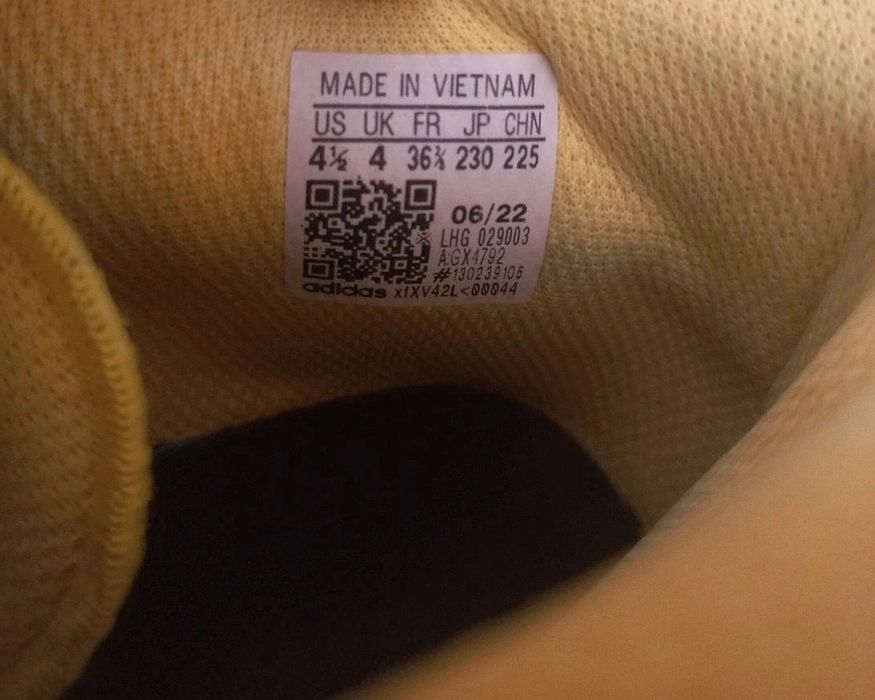 MADE IN VIETNAM
US UK FR JP CHN
4½ 4 36⅔ 230 225
06/22
LHG 029003
A:GX4792
#130239105
adidas x1XV42L<00044